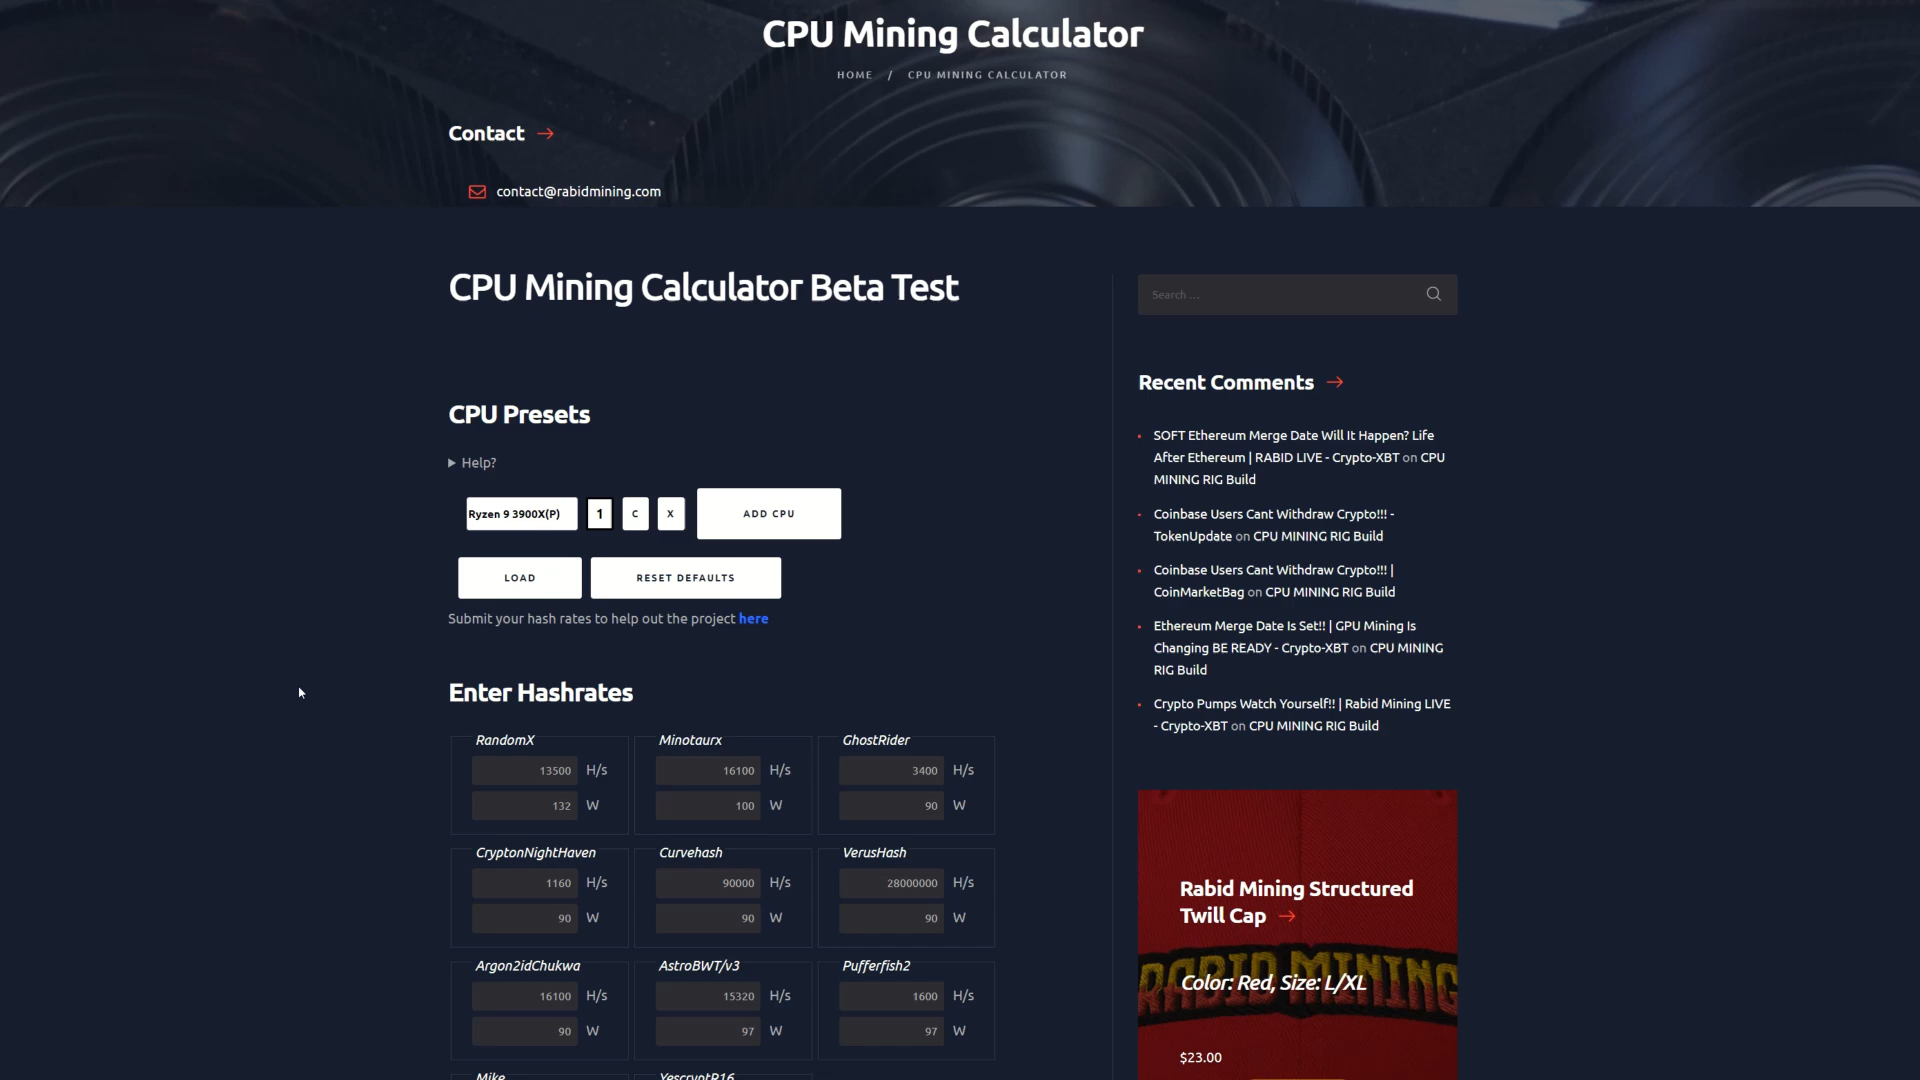 CPU Mining Calculator
HOME / CPU MINING CALCULATOR
Contact →
contact@rabidmining.com
CPU Mining Calculator Beta Test
CPU Presets
Help?
Ryzen 9 3900X(P) 1 C X ADD CPU
LOAD RESET DEFAULTS
Submit your hash rates to help out the project here
Enter Hashrates
RandomX Minotaurx GhostRider
13500 H/s 16100 H/s 3400 H/s
132 W 100 W 90 W
CryptonNightHaven Curvehash VerusHash
1160 H/s 90000 H/s 28000000 H/s
90 W 90 W 90 W
Argon2idChukwa AstroBWT/v3 Pufferfish2
16100 H/s 15320 H/s 1600 H/s
90 W 97 W 97 W
Mike YescryptR16
Search ...
Recent Comments →
SOFT Ethereum Merge Date Will It Happen? Life
After Ethereum | RABID LIVE - Crypto-XBT on CPU
MINING RIG Build
Coinbase Users Cant Withdraw Crypto!!! -
TokenUpdate on CPU MINING RIG Build
Coinbase Users Cant Withdraw Crypto!!! |
CoinMarketBag on CPU MINING RIG Build
Ethereum Merge Date Is Set!! | GPU Mining Is
Changing BE READY - Crypto-XBT on CPU MINING
RIG Build
Crypto Pumps Watch Yourself!! | Rabid Mining LIVE
- Crypto-XBT on CPU MINING RIG Build
Rabid Mining Structured
Twill Cap →
RABID MINING
Color: Red, Size: L/XL
$23.00